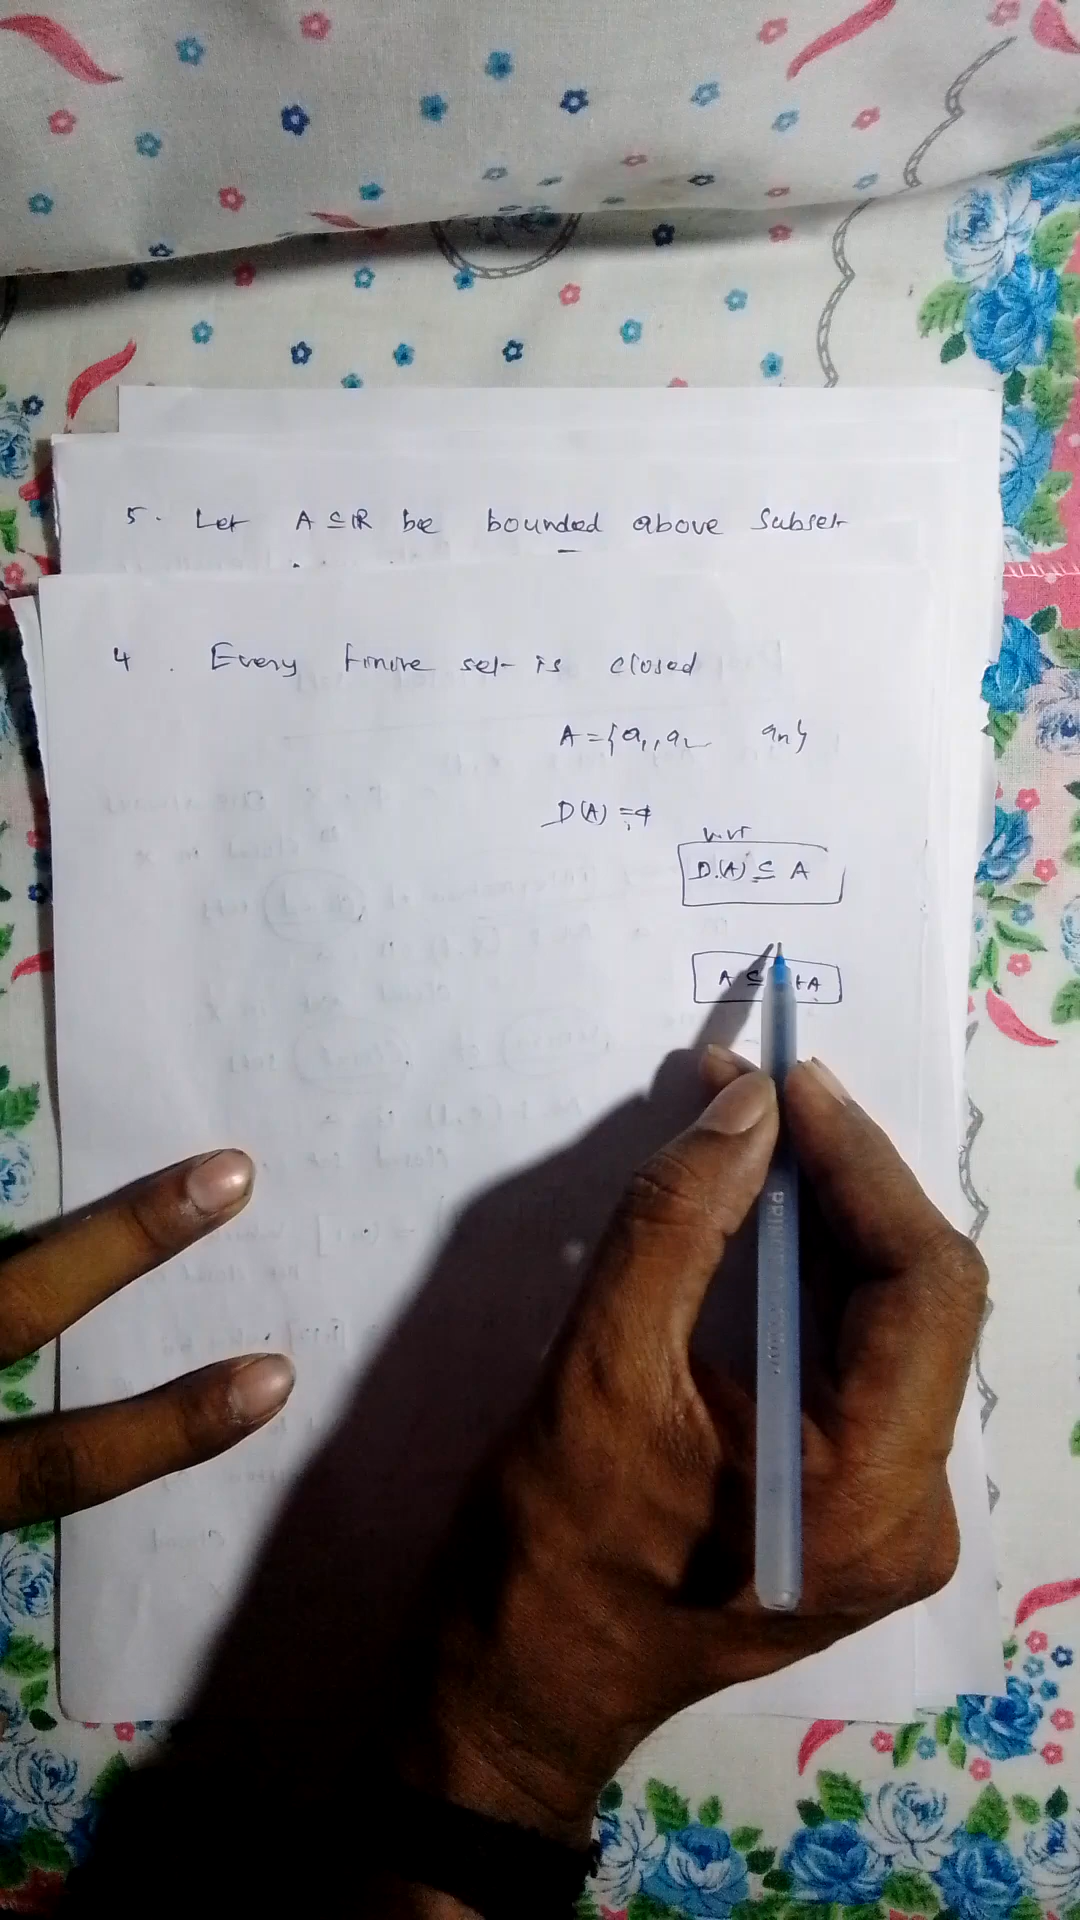 5. Let A ⊆ ℝ be bounded above subset
4. Every finite set is closed
A = {a₁, a₂ aₙ}
D(A) = ϕ
D(A) ⊆ A
A ⊆ A